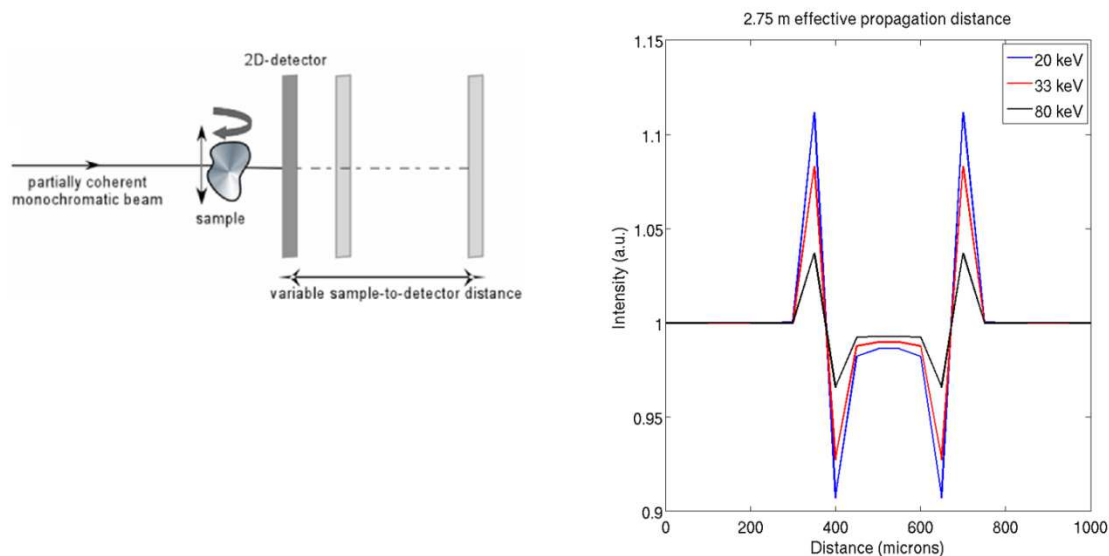 2D-detector
partially coherent
monochromatic beam
sample
variable sample-to-detector distance
2.75 m effective propagation distance
1.15
1.1
1.05
1
0.95
0.9
Intensity (a.u.)
20 keV
33 keV
80 keV
0
200
400
600
800
1000
Distance (microns)